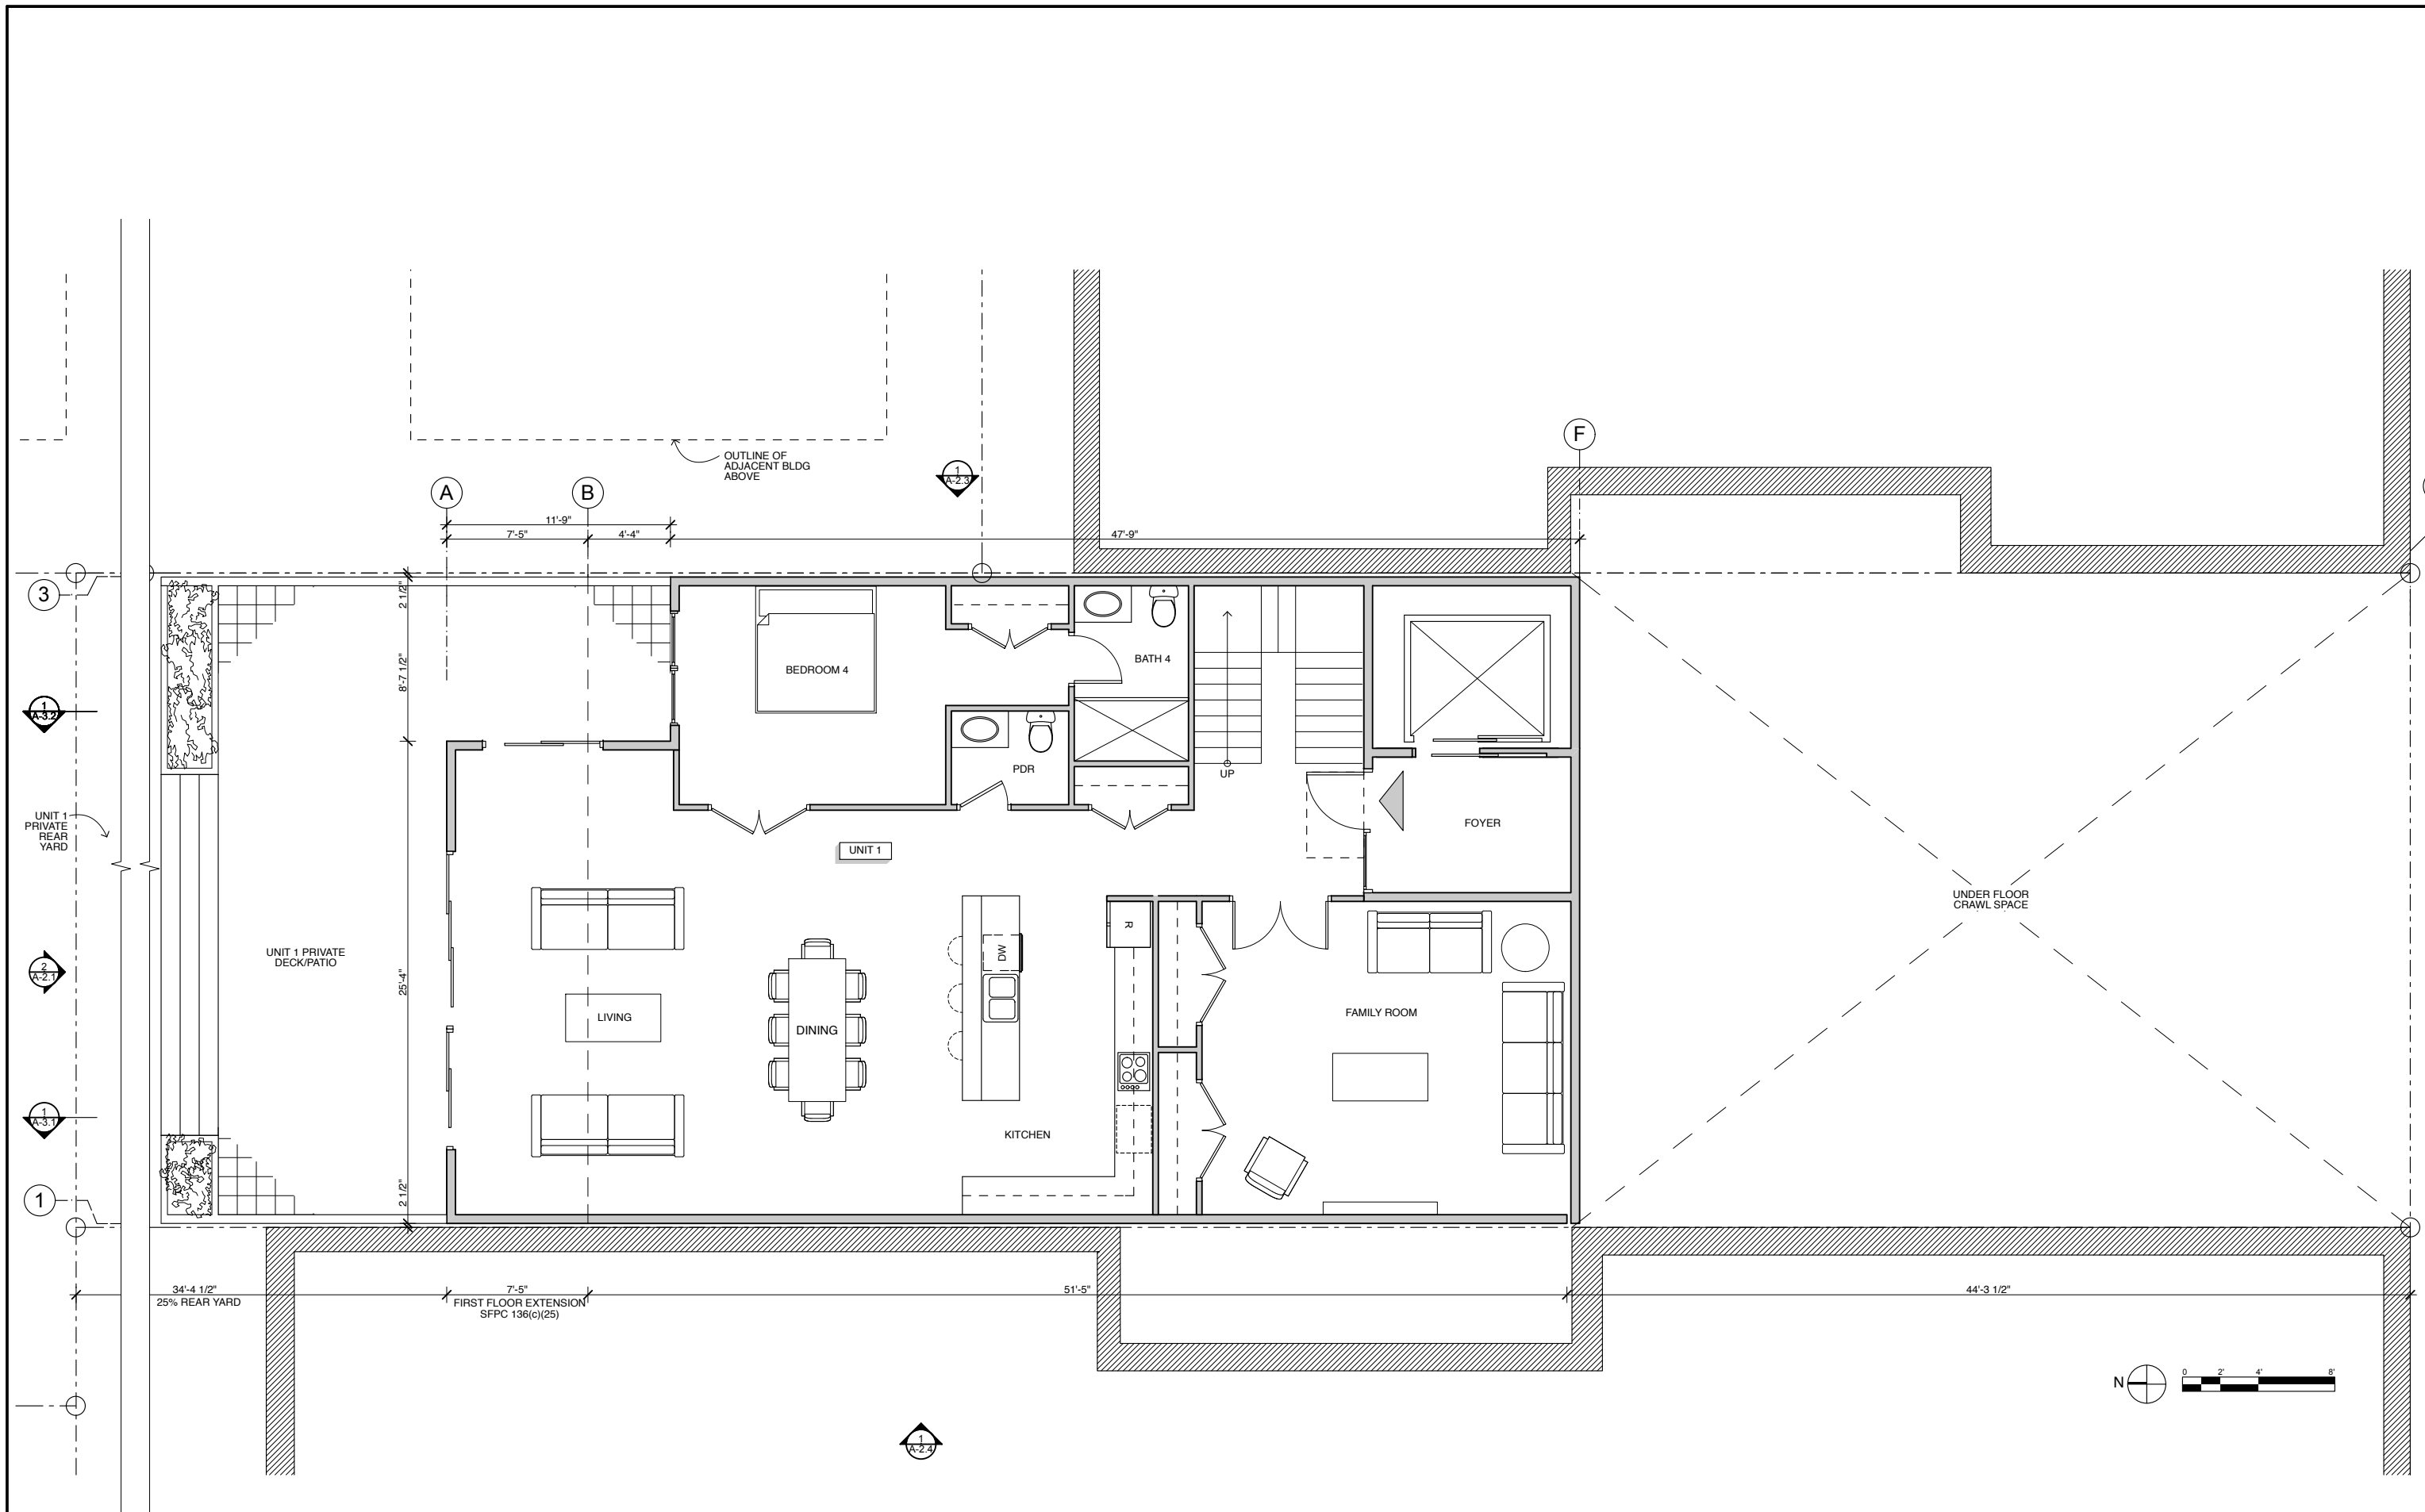 F
OUTLINE OF
ADJACENT BLDG
ABOVE
1
A-2.3
A
B
11'-9"
7'-5"
4'-4"
47'-9"
3
2 1/2"
8'-7 1/2"
25'-4"
2 1/2"
BEDROOM 4
BATH 4
PDR
UP
FOYER
1
A-3.2
UNIT 1
PRIVATE
REAR
YARD
UNIT 1
UNDER FLOOR
CRAWL SPACE
R
DW
UNIT 1 PRIVATE
DECK/PATIO
2
A-2.1
LIVING
DINING
FAMILY ROOM
1
A-3.1
KITCHEN
1
34'-4 1/2"
25% REAR YARD
7'-5"
FIRST FLOOR EXTENSION
SFPC 136(c)(25)
51'-5"
44'-3 1/2"
N
0 2' 4' 8'
1
A-2.4